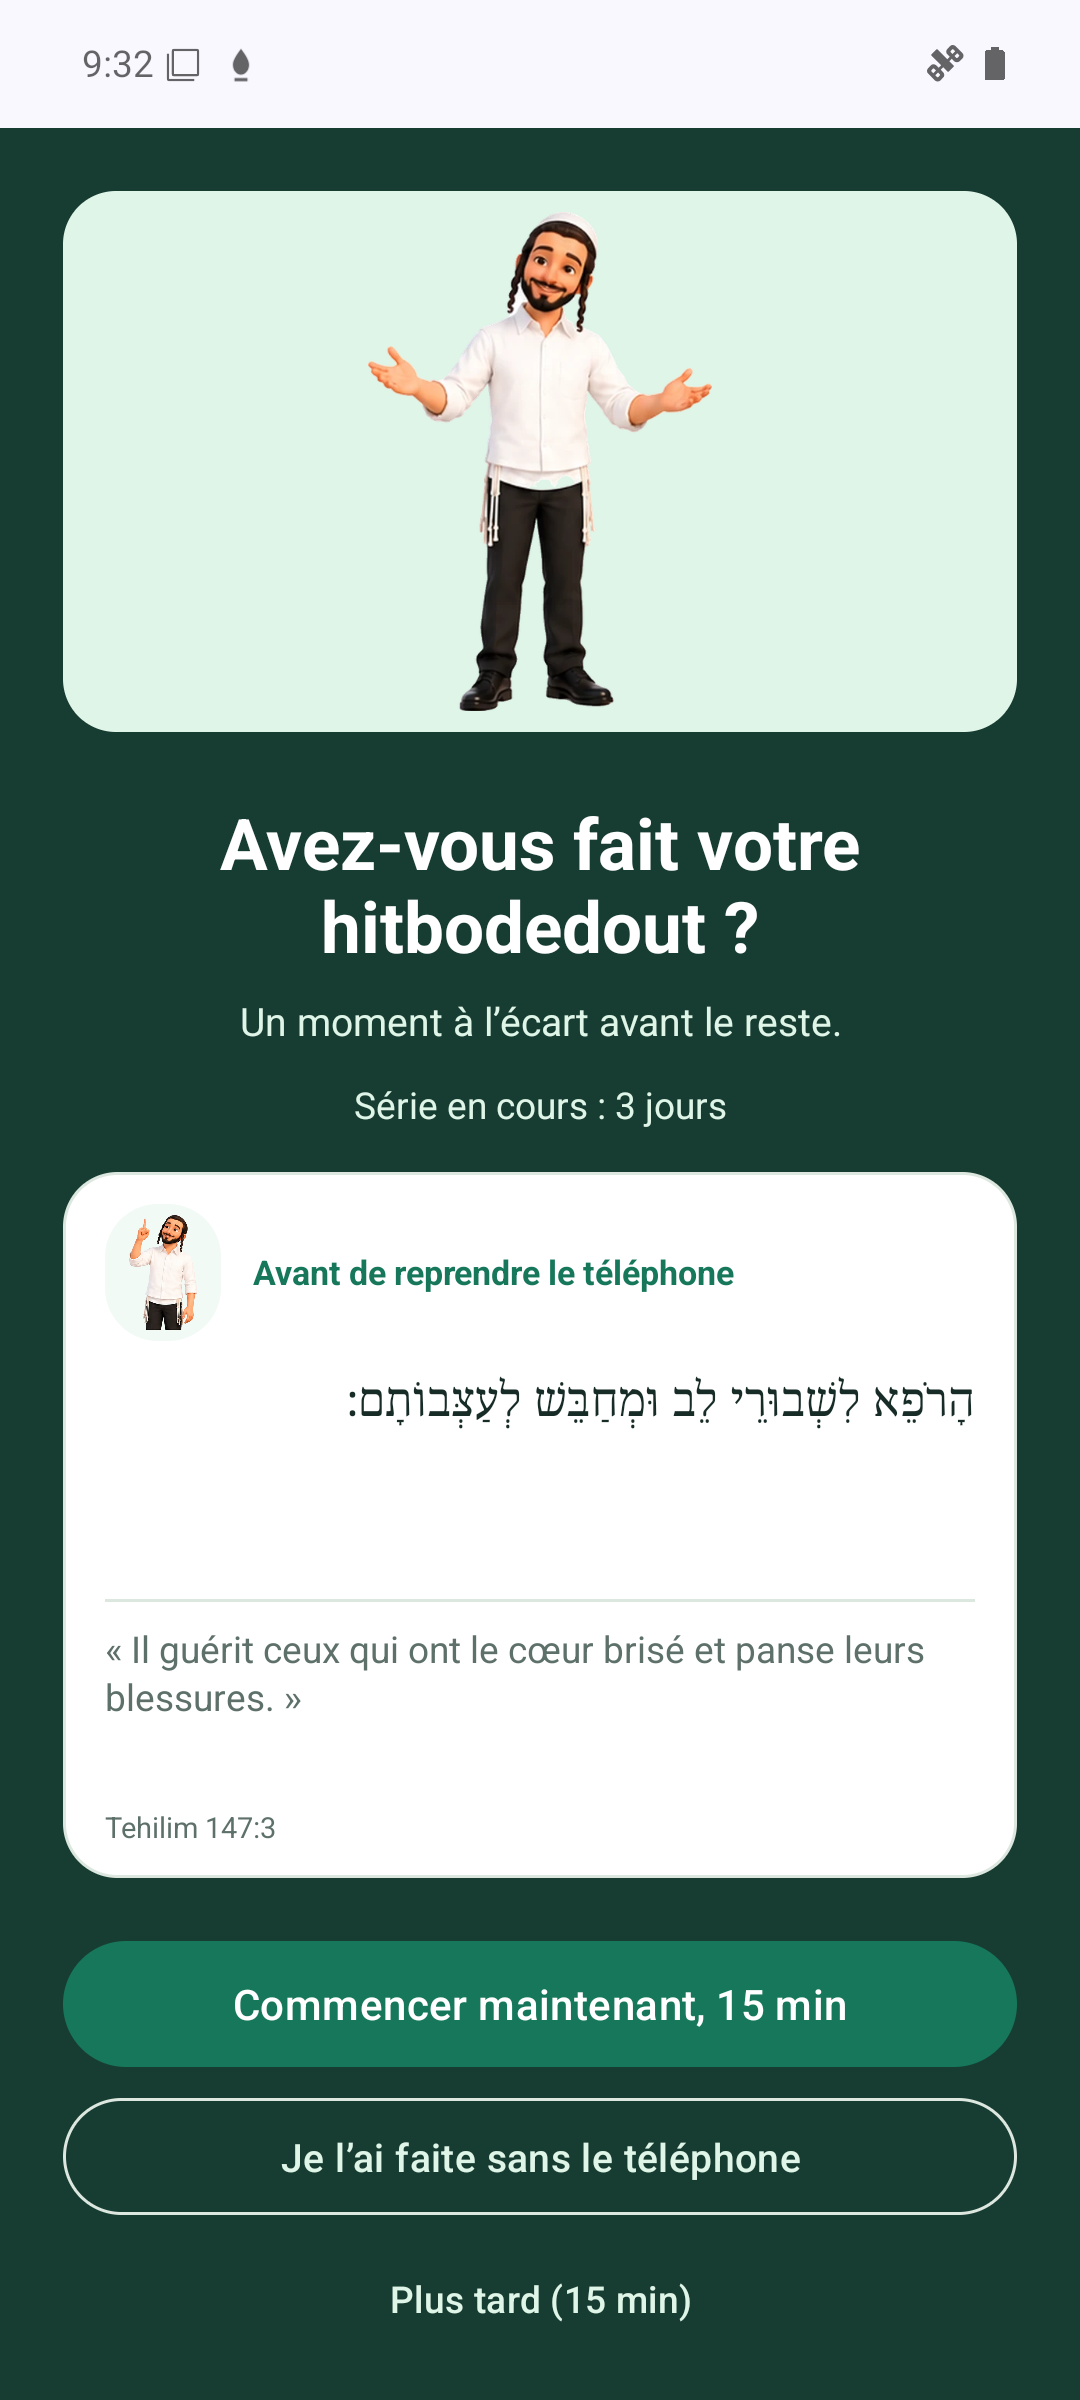 9:32
Avez-vous fait votre
hitbodedout ?
Un moment à l’écart avant le reste.
Série en cours : 3 jours
Avant de reprendre le téléphone
הָרֹפֵא לִשְׁבוּרֵי לֵב וּמְחַבֵּשׁ לְעַצְּבוֹתָם:
« Il guérit ceux qui ont le cœur brisé et panse leurs
blessures. »
Tehilim 147:3
Commencer maintenant, 15 min
Je l’ai faite sans le téléphone
Plus tard (15 min)